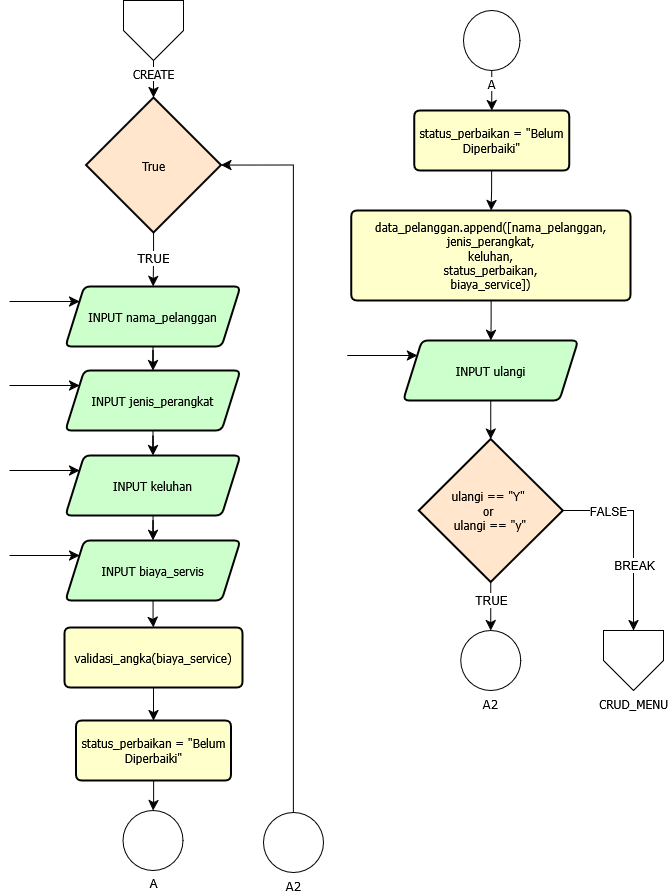 CREATE
True
TRUE
INPUT nama_pelanggan
INPUT jenis_perangkat
INPUT keluhan
INPUT biaya_servis
validasi_angka(biaya_service)
status_perbaikan = "Belum
Diperbaiki"
A
A2
A
status_perbaikan = "Belum
Diperbaiki"
data_pelanggan.append([nama_pelanggan,
jenis_perangkat,
keluhan,
status_perbaikan,
biaya_service])
INPUT ulangi
ulangi == "Y"
or
ulangi == "y"
FALSE
BREAK
TRUE
A2
CRUD_MENU